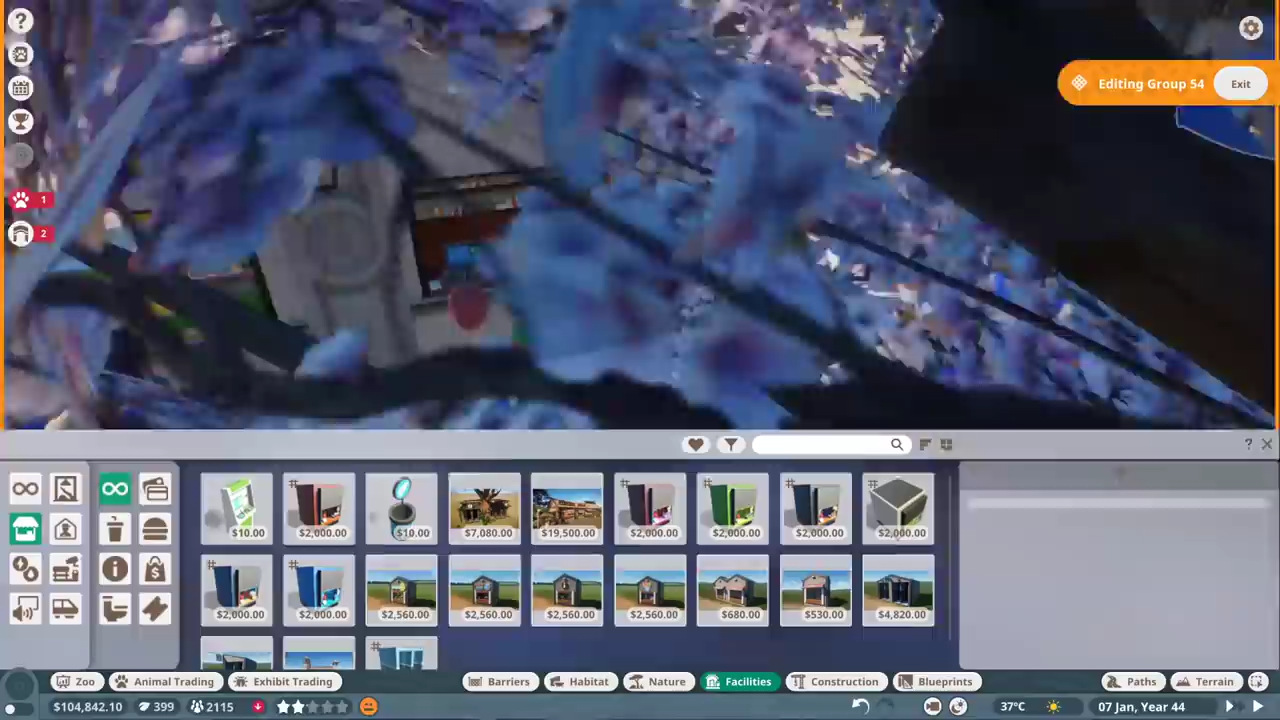 ?
Editing Group 54 Exit
1
2
? ×
$10.00 $2,000.00 $10.00 $7,080.00 $19,500.00 $2,000.00 $2,000.00 $2,000.00 $2,000.00
$2,000.00 $2,000.00 $2,560.00 $2,560.00 $2,560.00 $2,560.00 $680.00 $530.00 $4,820.00
Zoo Animal Trading Exhibit Trading Barriers Habitat Nature Facilities Construction Blueprints Paths Terrain
$104,842.10 399 2115 37°C 07 Jan, Year 44